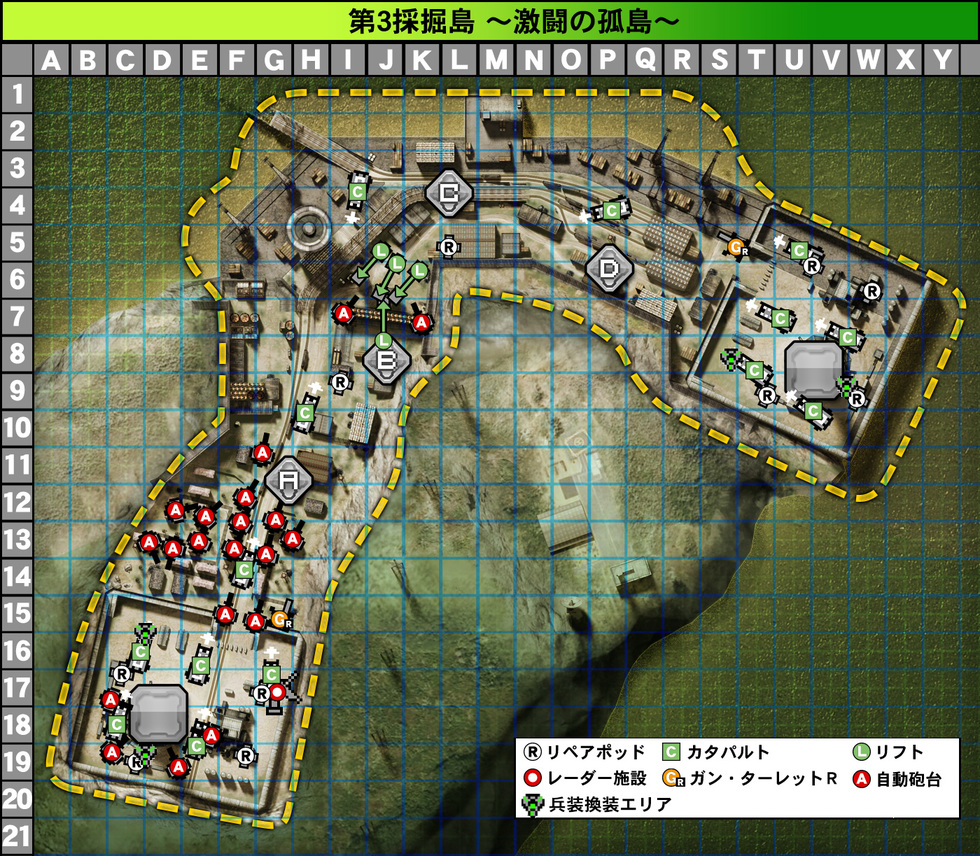 第3採掘島 ～激闘の孤島～
A B C D E F G H I J K L M N O P Q R S T U V W X Y
1
2
3
C C
4
C
5
R GR C R
L L L D
6
R
7
A A C
L C
8
B
C
9
R R R
C C
10
A
11
A
12
A A A
A A
13
A A A A A A
14
C
15
A A GR
16
C C
R C
17
A R
18
C A
C
19
A R A R
20
21
R リペアポッド C カタパルト L リフト
レーダー施設 GR ガン・ターレットR A 自動砲台
兵装換装エリア